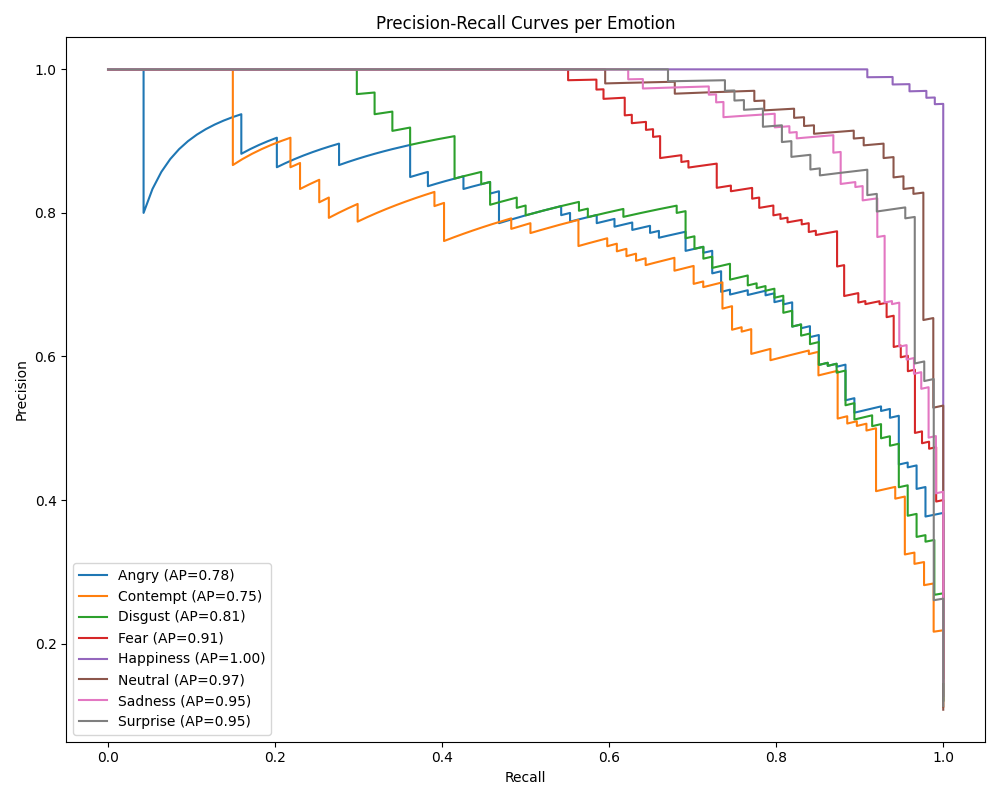 Precision-Recall Curves per Emotion
Precision
1.0
0.8
0.6
0.4
0.2
Angry (AP=0.78)
Contempt (AP=0.75)
Disgust (AP=0.81)
Fear (AP=0.91)
Happiness (AP=1.00)
Neutral (AP=0.97)
Sadness (AP=0.95)
Surprise (AP=0.95)
0.0 0.2 0.4 0.6 0.8 1.0
Recall